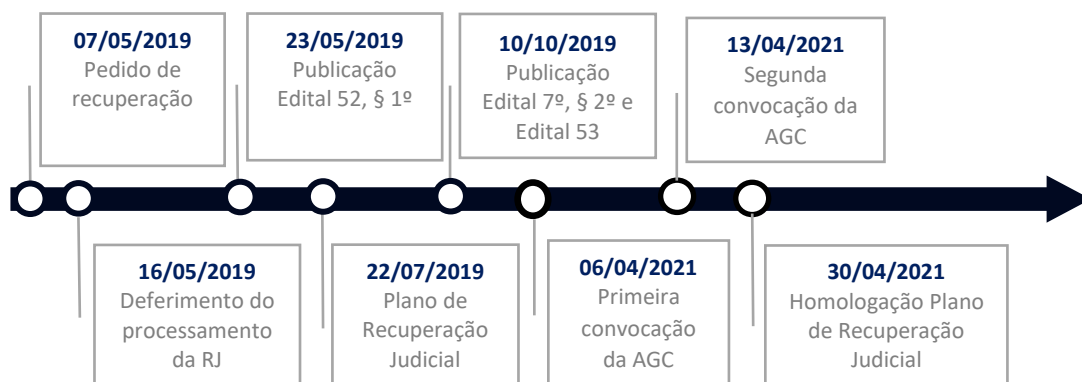 07/05/2019
Pedido de
recuperação
23/05/2019
Publicação
Edital 52, § 1º
10/10/2019
Publicação
Edital 7º, § 2º e
Edital 53
13/04/2021
Segunda
convocação da
AGC
16/05/2019
Deferimento do
processamento
da RJ
22/07/2019
Plano de
Recuperação
Judicial
06/04/2021
Primeira
convocação
da AGC
30/04/2021
Homologação Plano
de Recuperação
Judicial